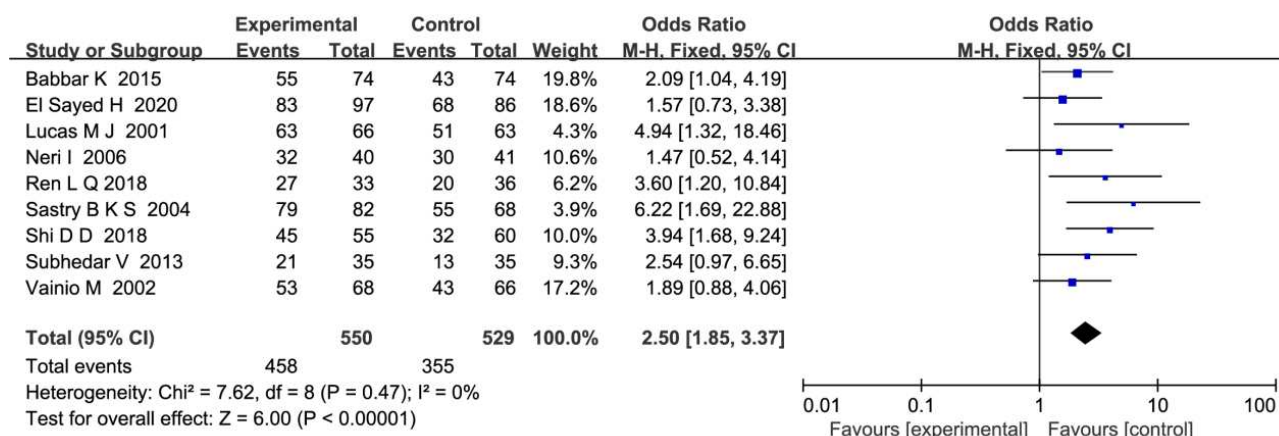 Experimental Control Odds Ratio Odds Ratio
Study or Subgroup Events Total Events Total Weight M-H, Fixed, 95% CI M-H, Fixed, 95% CI
Babbar K 2015 55 74 43 74 19.8% 2.09 [1.04, 4.19]
El Sayed H 2020 83 97 68 86 18.6% 1.57 [0.73, 3.38]
Lucas M J 2001 63 66 51 63 4.3% 4.94 [1.32, 18.46]
Neri I 2006 32 40 30 41 10.6% 1.47 [0.52, 4.14]
Ren L Q 2018 27 33 20 36 6.2% 3.60 [1.20, 10.84]
Sastry B K S 2004 79 82 55 68 3.9% 6.22 [1.69, 22.88]
Shi D D 2018 45 55 32 60 10.0% 3.94 [1.68, 9.24]
Subhedar V 2013 21 35 13 35 9.3% 2.54 [0.97, 6.65]
Vainio M 2002 53 68 43 66 17.2% 1.89 [0.88, 4.06]
Total (95% CI) 550 529 100.0% 2.50 [1.85, 3.37]
Total events 458 355
Heterogeneity: Chi² = 7.62, df = 8 (P = 0.47); I² = 0%
Test for overall effect: Z = 6.00 (P < 0.00001)
0.01 0.1 1 10 100
Favours [experimental] Favours [control]